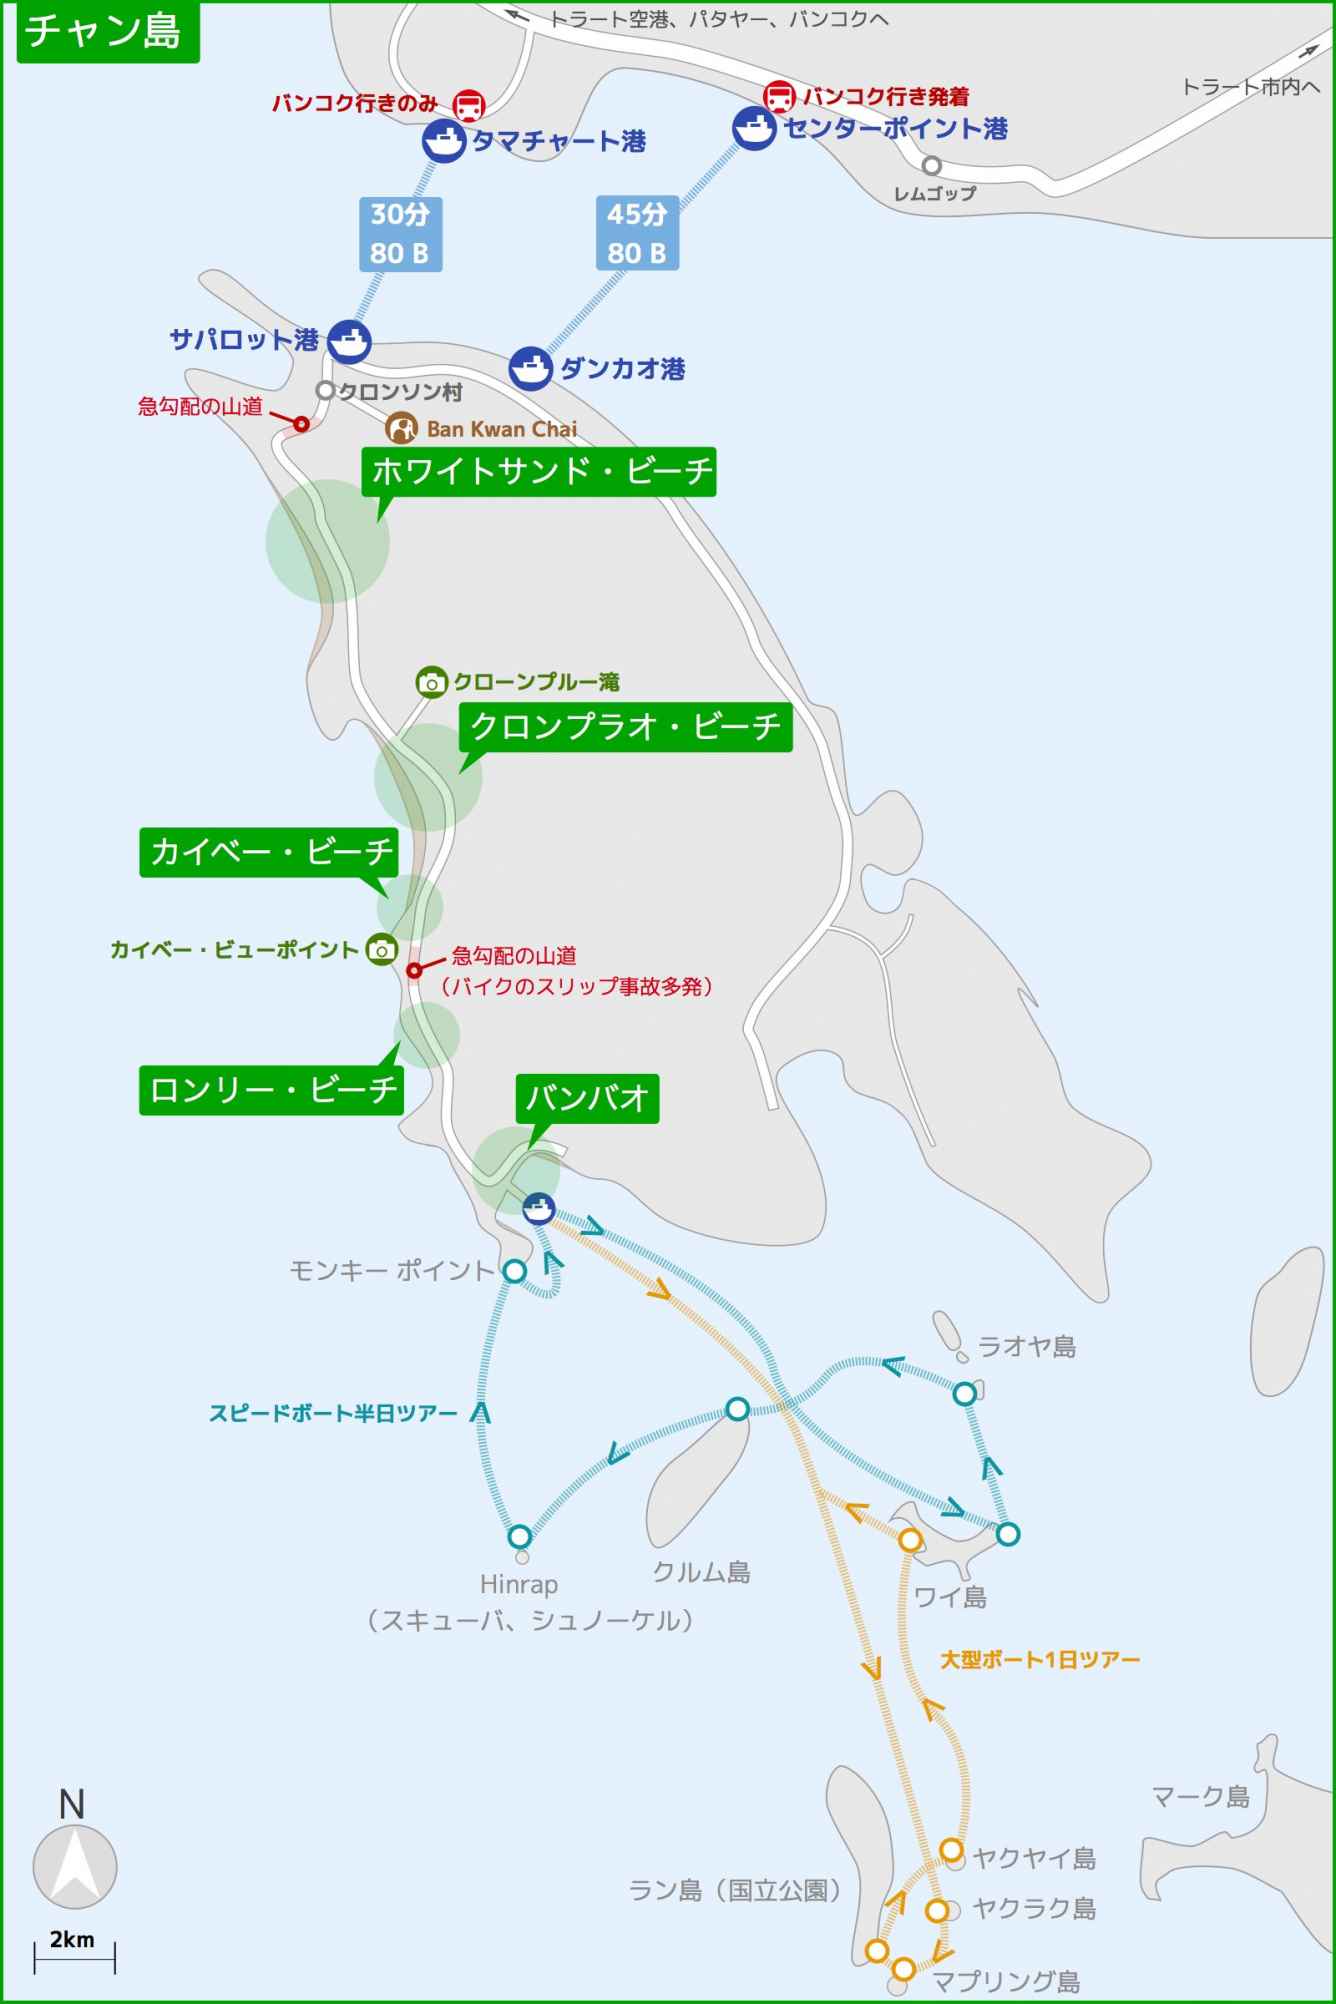 チャン島
トラート空港、パタヤー、バンコクへ
トラート市内へ
バンコク行きのみ
バンコク行き発着
タマチャート港
センターポイント港
レムゴップ
30分
80 B
45分
80 B
サパロット港
ダンカオ港
クロンソン村
急勾配の山道
Ban Kwan Chai
ホワイトサンド・ビーチ
クローンプルー滝
クロンプラオ・ビーチ
カイベー・ビーチ
カイベー・ビューポイント
急勾配の山道
（バイクのスリップ事故多発）
ロンリー・ビーチ
バンバオ
モンキー ポイント
ラオヤ島
スピードボート半日ツアー
クルム島
Hinrap
（スキューバ、シュノーケル）
ワイ島
大型ボート1日ツアー
マーク島
ヤクヤイ島
ラン島（国立公園）
ヤクラク島
マプリング島
N
2km